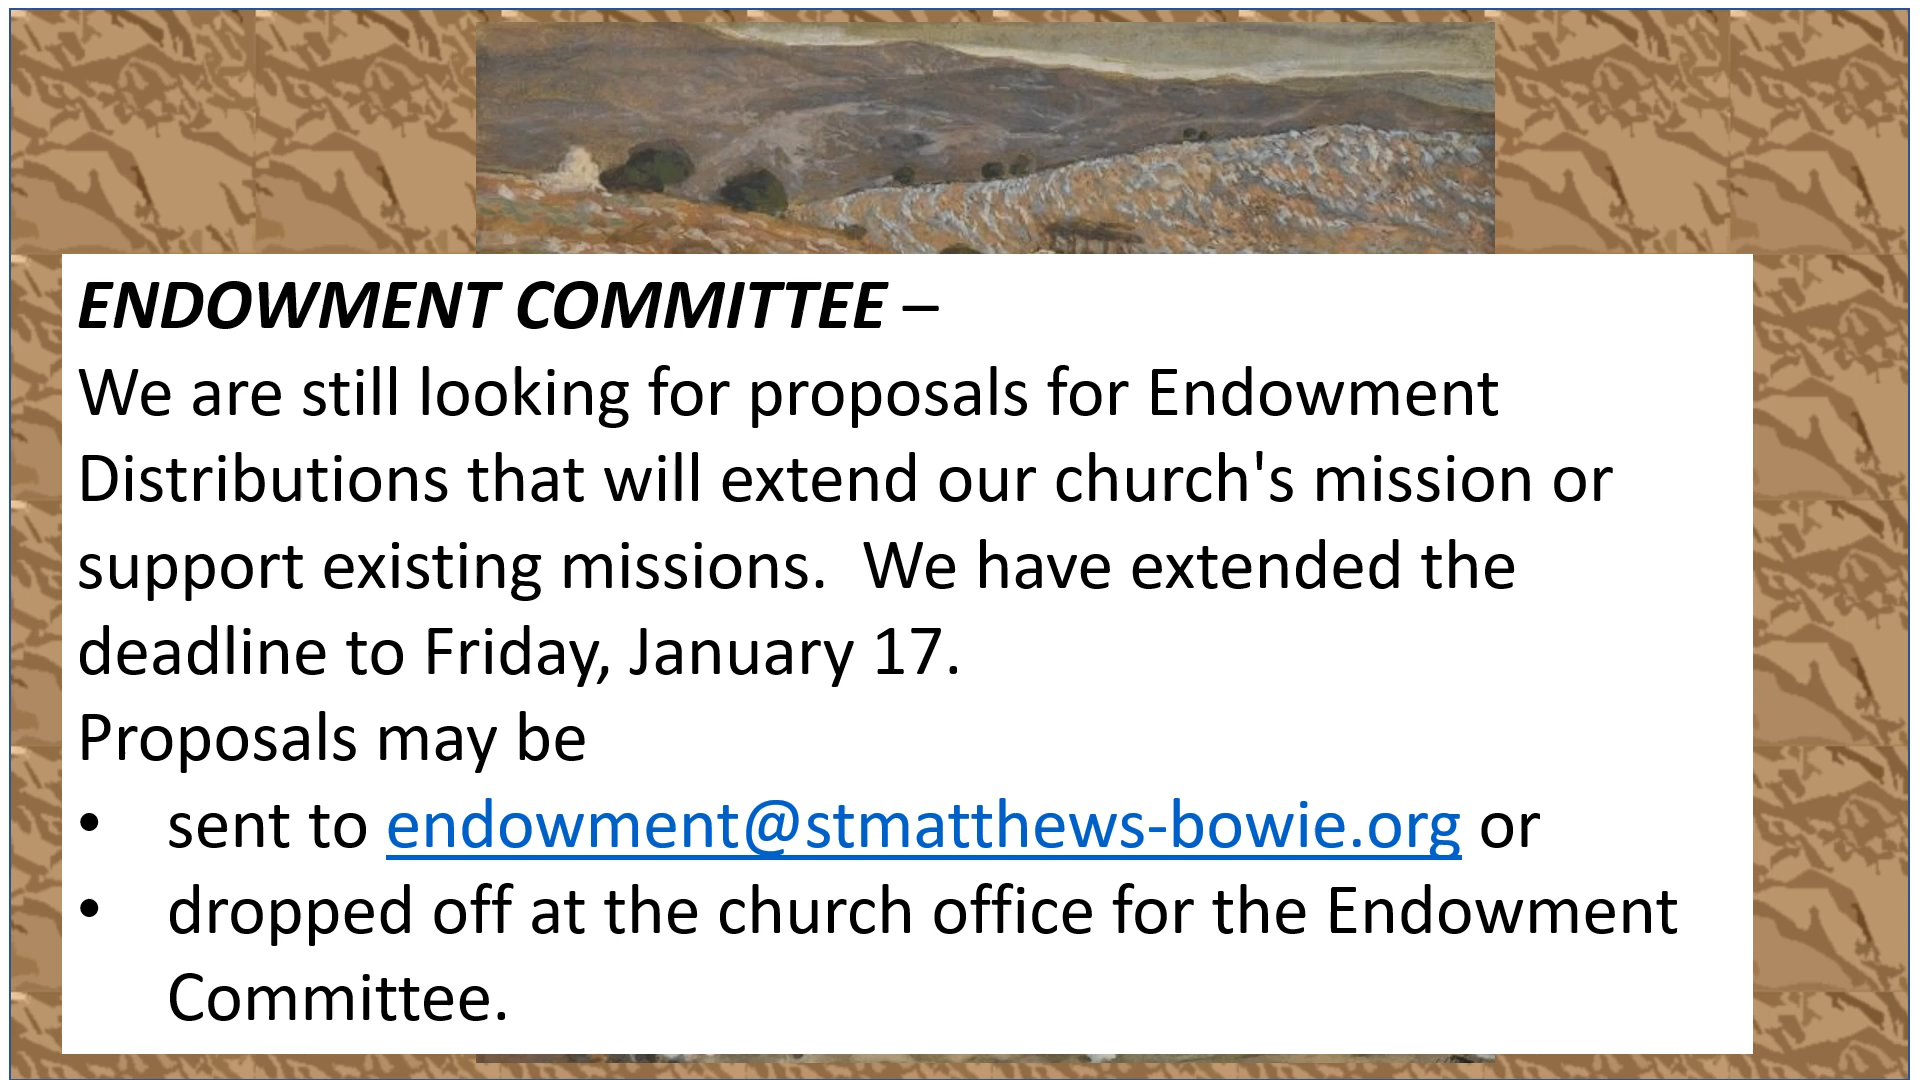 ENDOWMENT COMMITTEE –
We are still looking for proposals for Endowment
Distributions that will extend our church's mission or
support existing missions.  We have extended the
deadline to Friday, January 17.
Proposals may be
• sent to endowment@stmatthews-bowie.org or
• dropped off at the church office for the Endowment
Committee.